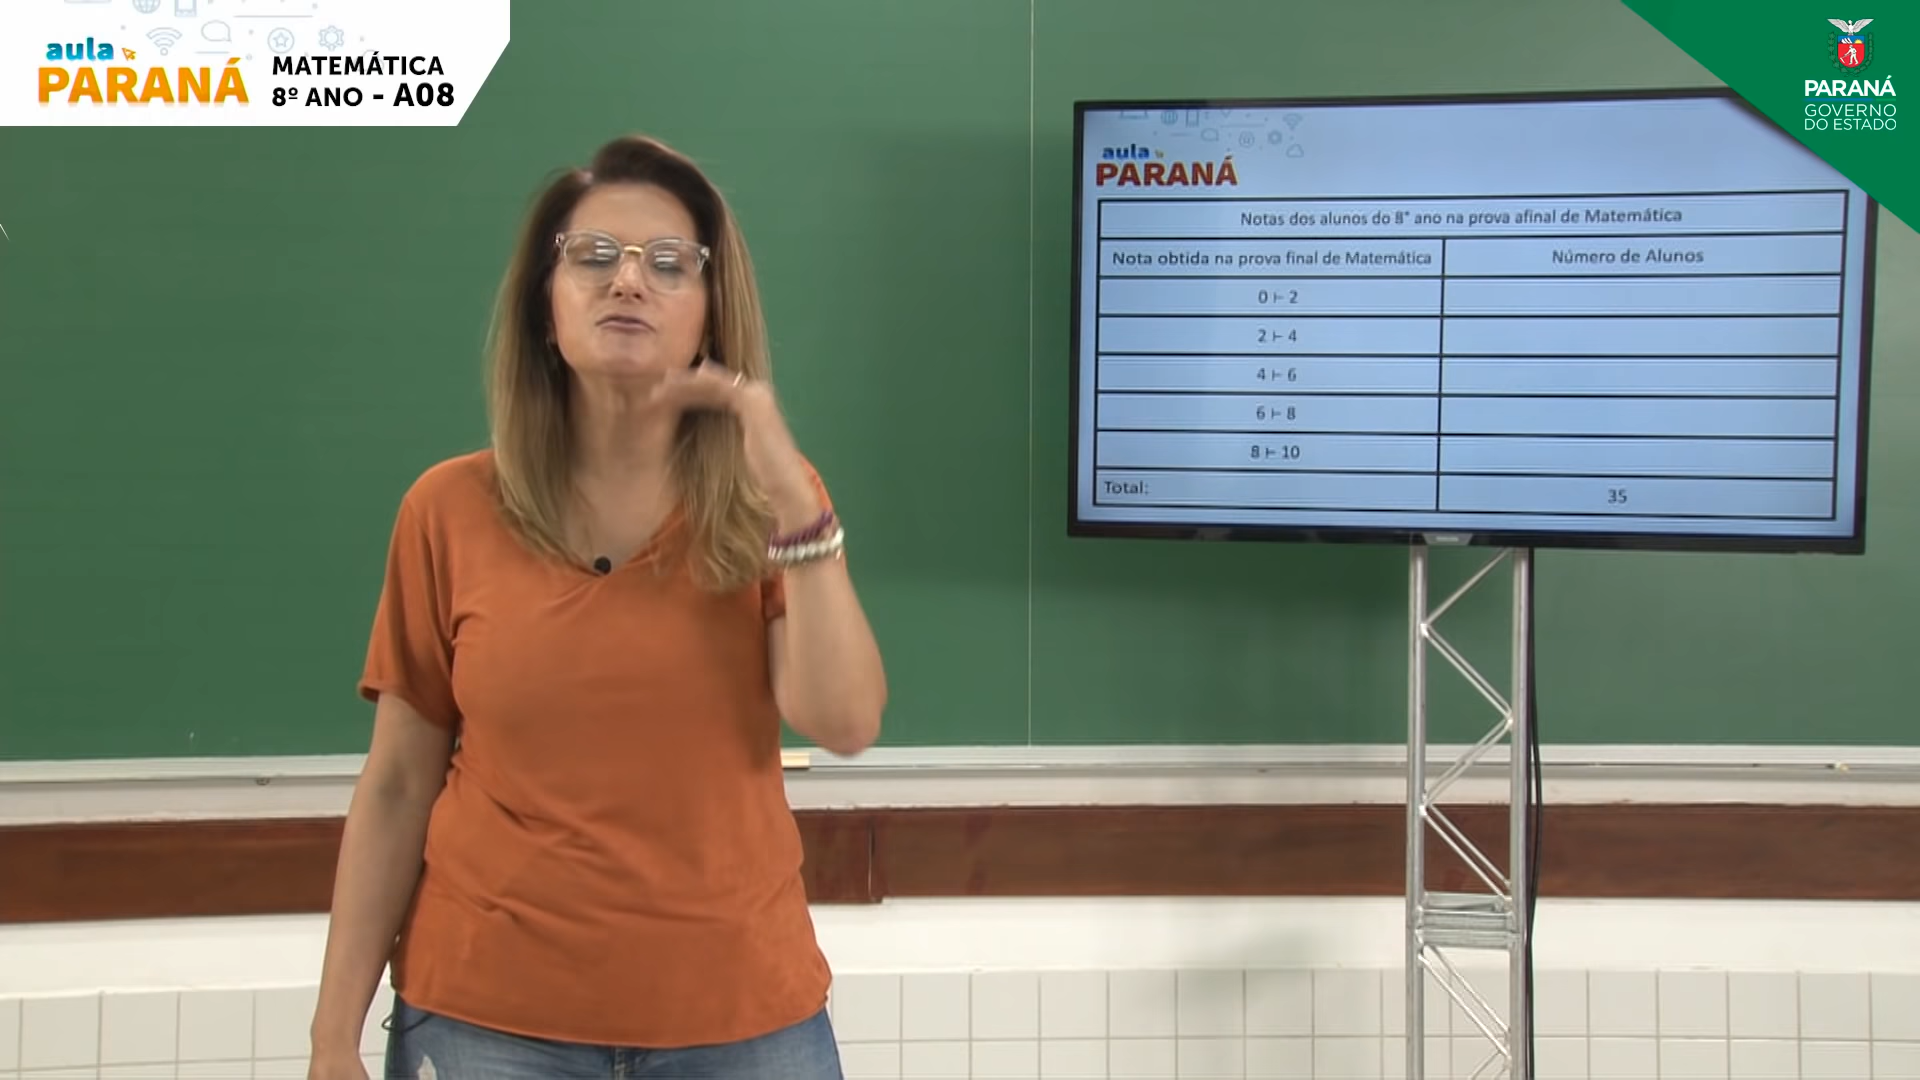 aula
PARANÁ
MATEMÁTICA
8º ANO - A08
PARANÁ
GOVERNO
DO ESTADO
aula
PARANÁ
Notas dos alunos do 8° ano na prova afinal de Matemática
Nota obtida na prova final de Matemática
Número de Alunos
0 ⊢ 2
2 ⊢ 4
4 ⊢ 6
6 ⊢ 8
8 ⊢ 10
Total:
35